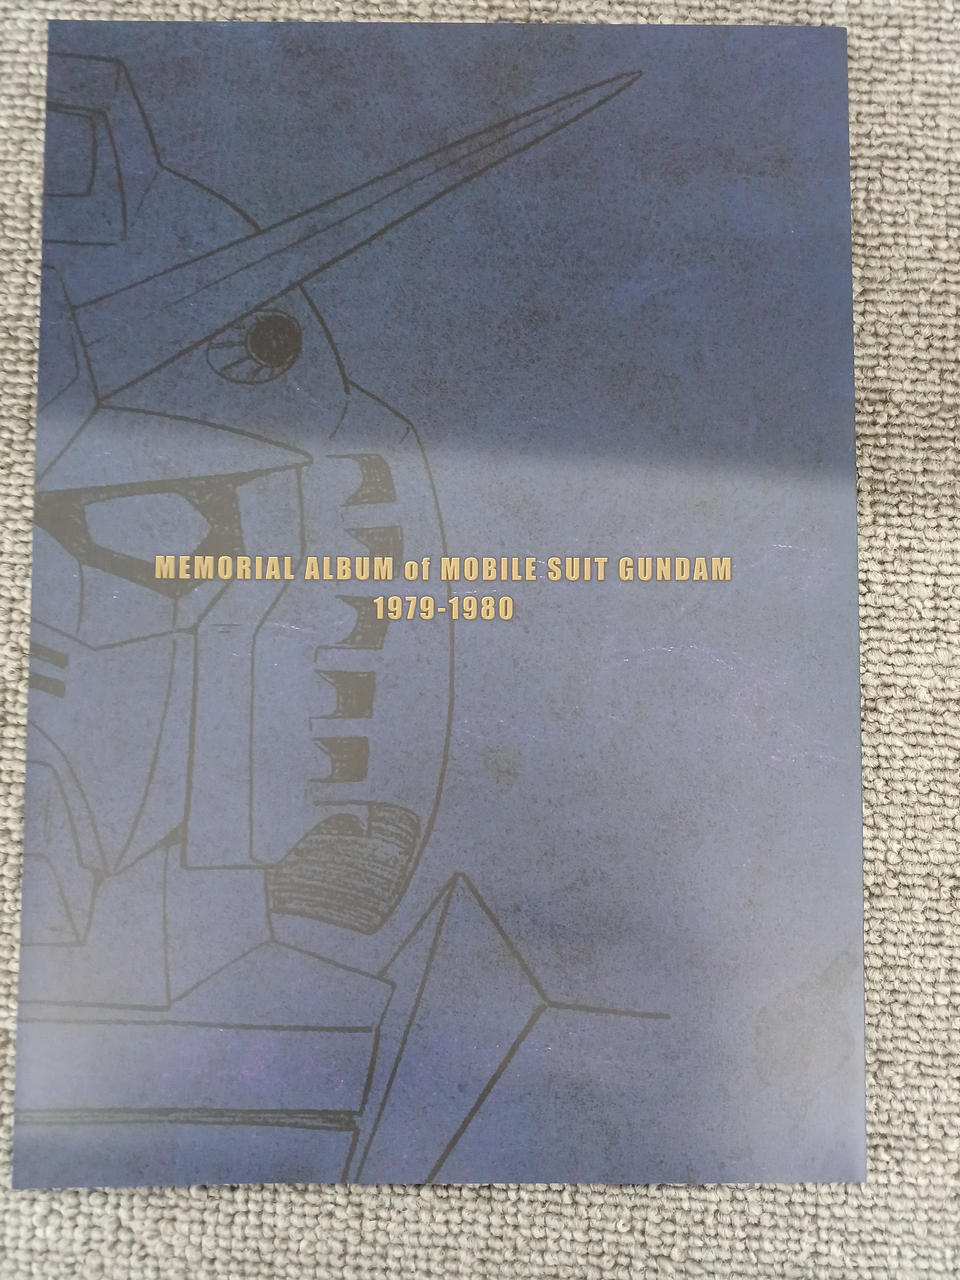 MEMORIAL ALBUM of MOBILE SUIT GUNDAM
1979-1980